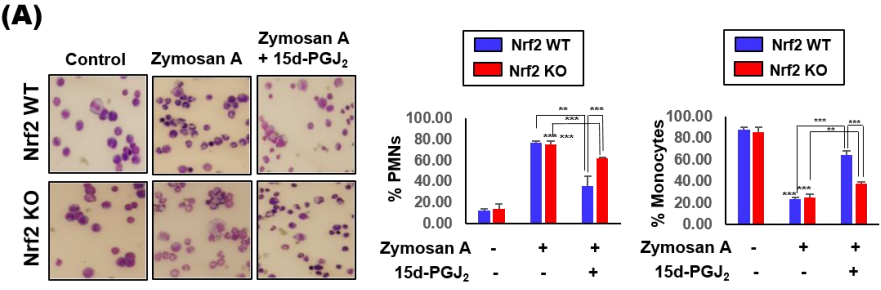 (A)
Control
Zymosan A
Zymosan A
+ 15d-PGJ2
Nrf2 WT
Nrf2 KO
Nrf2 WT
Nrf2 KO
% PMNs
100.00
80.00
60.00
40.00
20.00
0.00
**
***
***
***
***
Zymosan A - + +
15d-PGJ2 - - +
Nrf2 WT
Nrf2 KO
% Monocytes
100.00
80.00
60.00
40.00
20.00
0.00
***
***
**
***
***
Zymosan A - + +
15d-PGJ2 - - +